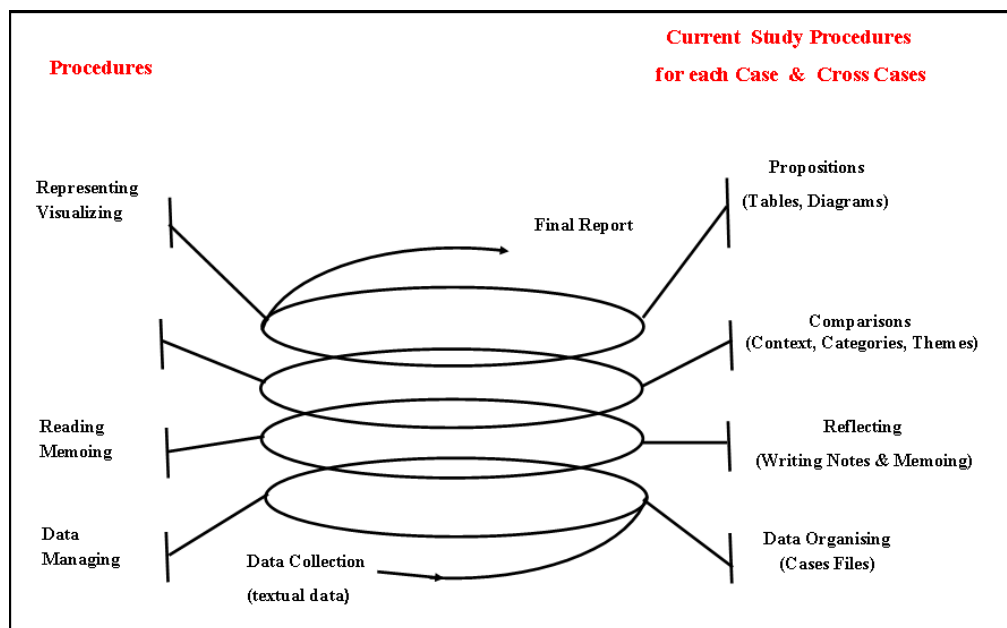 Procedures
Current Study Procedures
for each Case & Cross Cases
Representing
Visualizing
Propositions
(Tables, Diagrams)
Final Report
Comparisons
(Context, Categories, Themes)
Reading
Memoing
Reflecting
(Writing Notes & Memoing)
Data
Managing
Data Collection
(textual data)
Data Organising
(Cases Files)